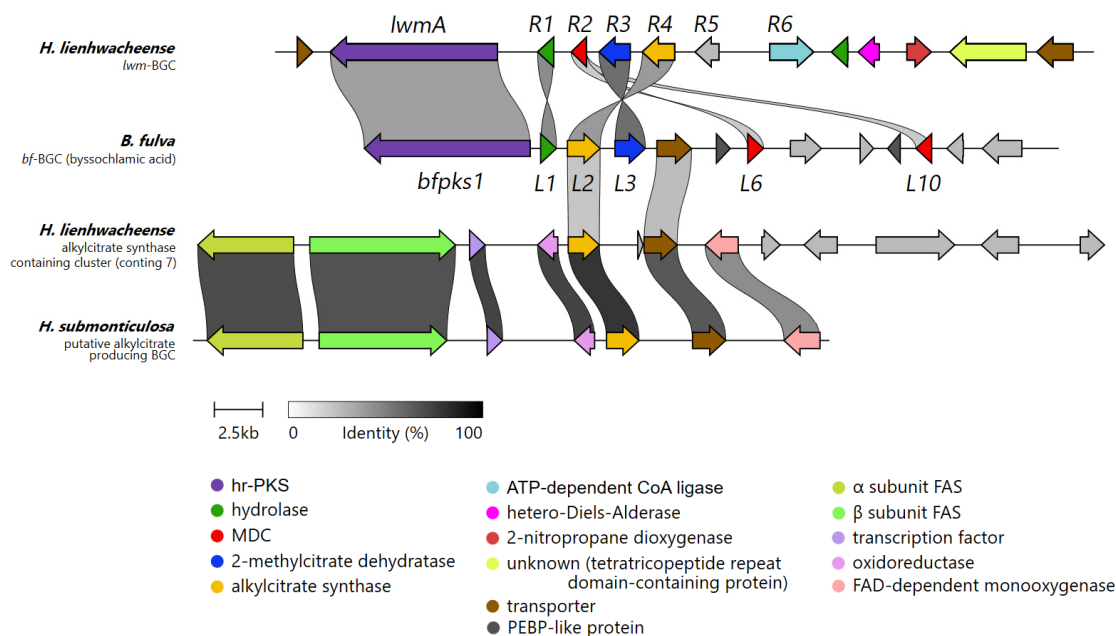 lwmA R1 R2 R3 R4 R5 R6
H. lienhwacheense
lwm-BGC
B. fulva
bf-BGC (byssochlamic acid)
bfpks1 L1 L2 L3 L6 L10
H. lienhwacheense
alkylcitrate synthase
containing cluster (conting 7)
H. submonticulosa
putative alkylcitrate
producing BGC
2.5kb
0 Identity (%) 100
hr-PKS
hydrolase
MDC
2-methylcitrate dehydratase
alkylcitrate synthase
ATP-dependent CoA ligase
hetero-Diels-Alderase
2-nitropropane dioxygenase
unknown (tetratricopeptide repeat
domain-containing protein)
transporter
PEBP-like protein
α subunit FAS
β subunit FAS
transcription factor
oxidoreductase
FAD-dependent monooxygenase